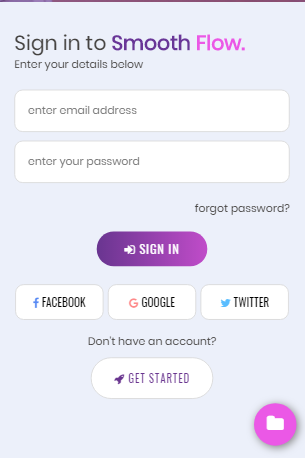 Sign in to Smooth Flow.
Enter your details below
enter email address
enter your password
forgot password?
SIGN IN
FACEBOOK GOOGLE TWITTER
Don't have an account?
GET STARTED